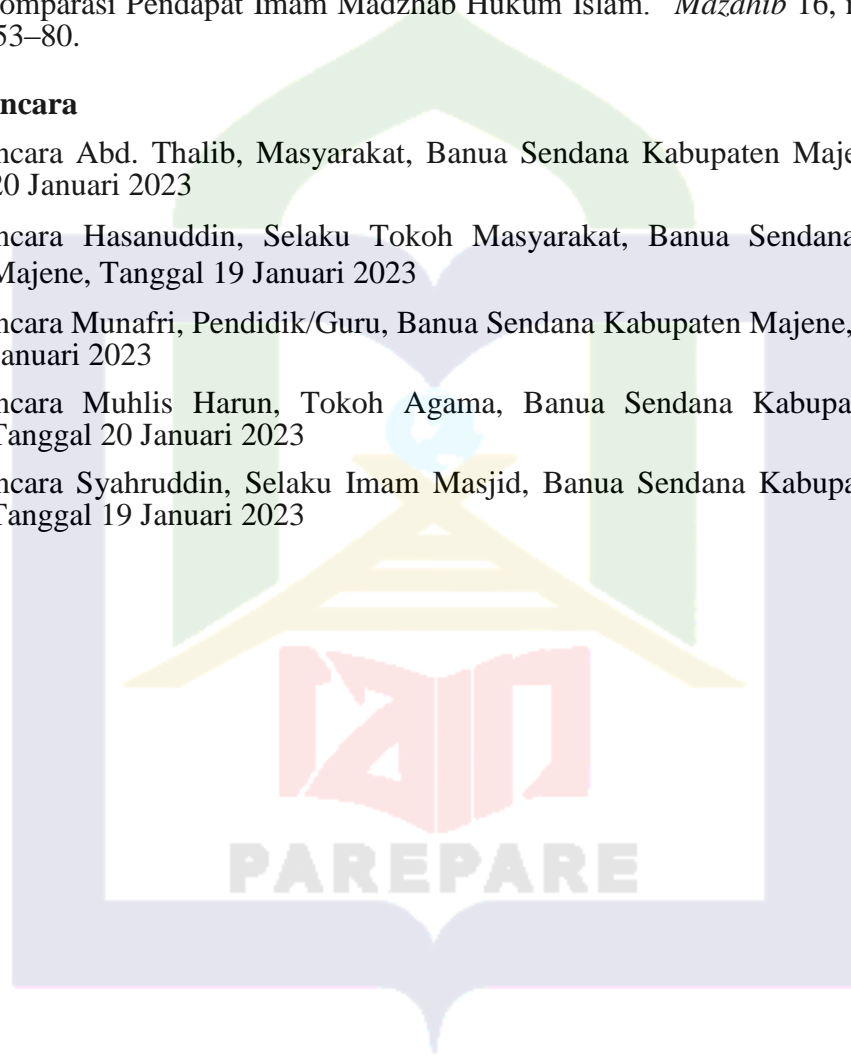 omparasi Pendapat Imam Madzhab Hukum Islam." Mazahib 16,
53–80.
ncara
ncara Abd. Thalib, Masyarakat, Banua Sendana Kabupaten Maje
20 Januari 2023
ncara Hasanuddin, Selaku Tokoh Masyarakat, Banua Sendana
Majene, Tanggal 19 Januari 2023
ncara Munafri, Pendidik/Guru, Banua Sendana Kabupaten Majene,
anuari 2023
ncara Muhlis Harun, Tokoh Agama, Banua Sendana Kabupa
Tanggal 20 Januari 2023
ncara Syahruddin, Selaku Imam Masjid, Banua Sendana Kabupa
Tanggal 19 Januari 2023
iain
PAREPARE